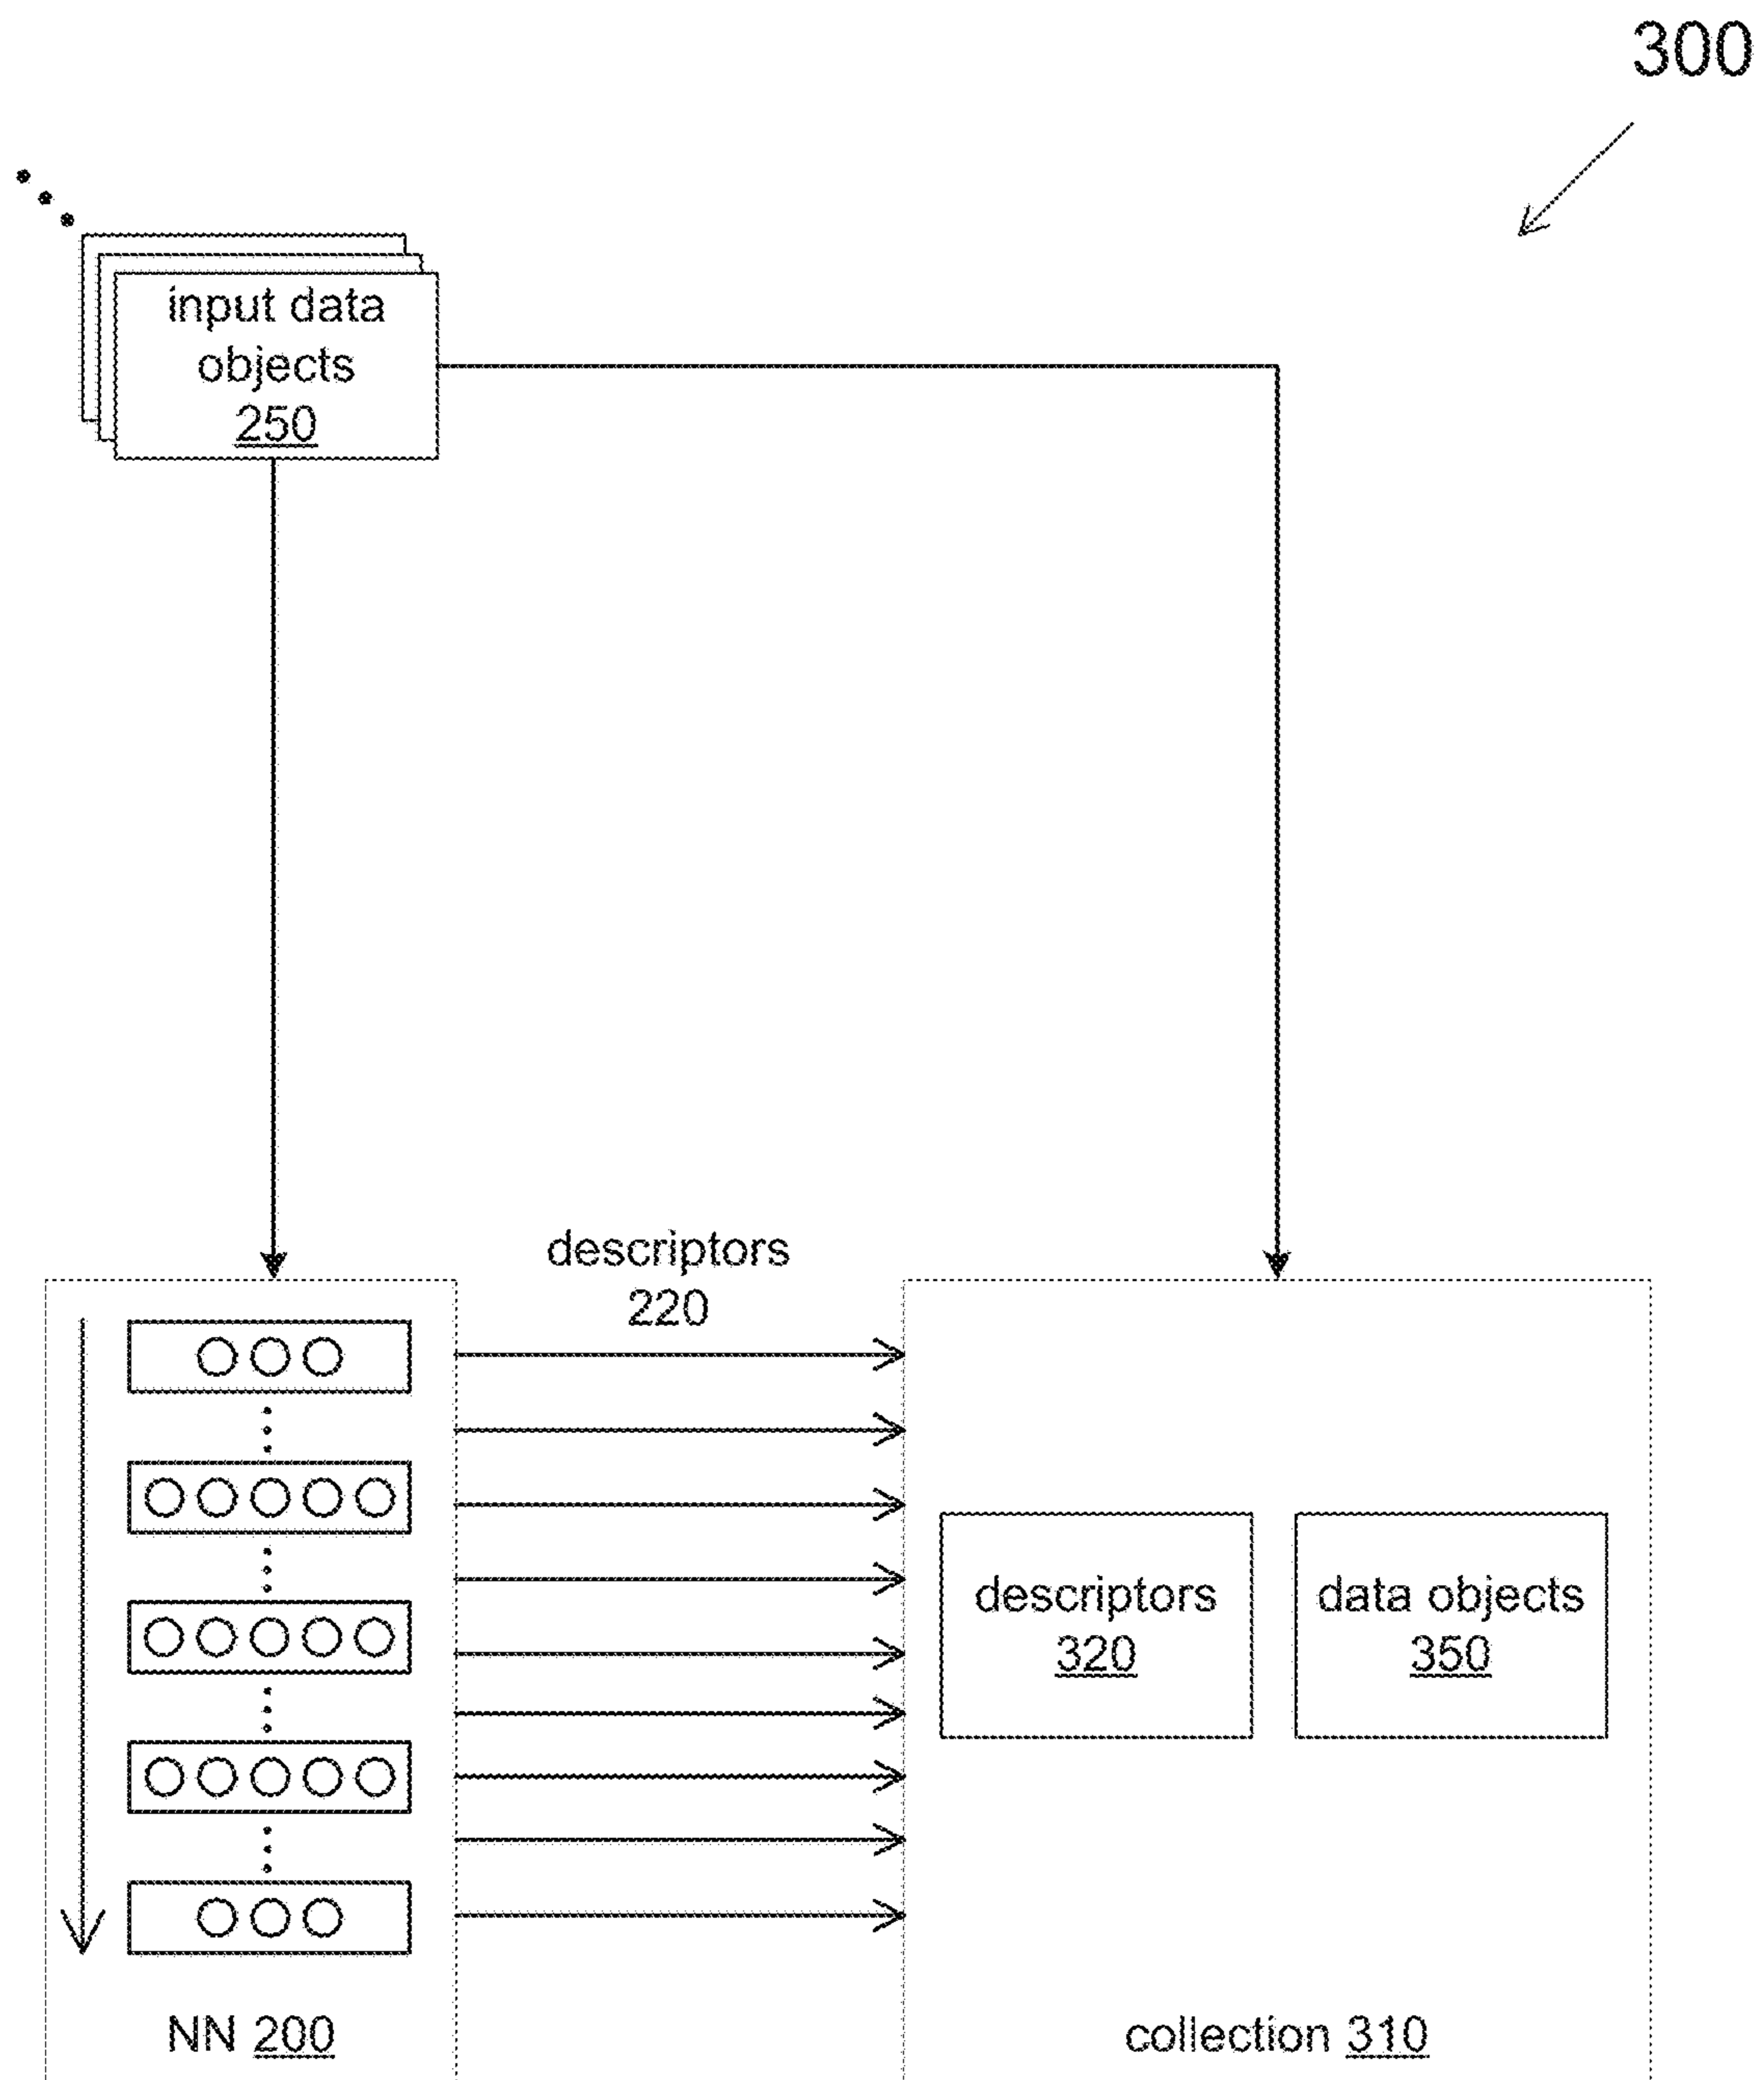 300
input data
objects
250
descriptors
220
descriptors
320
data objects
350
NN 200
collection 310